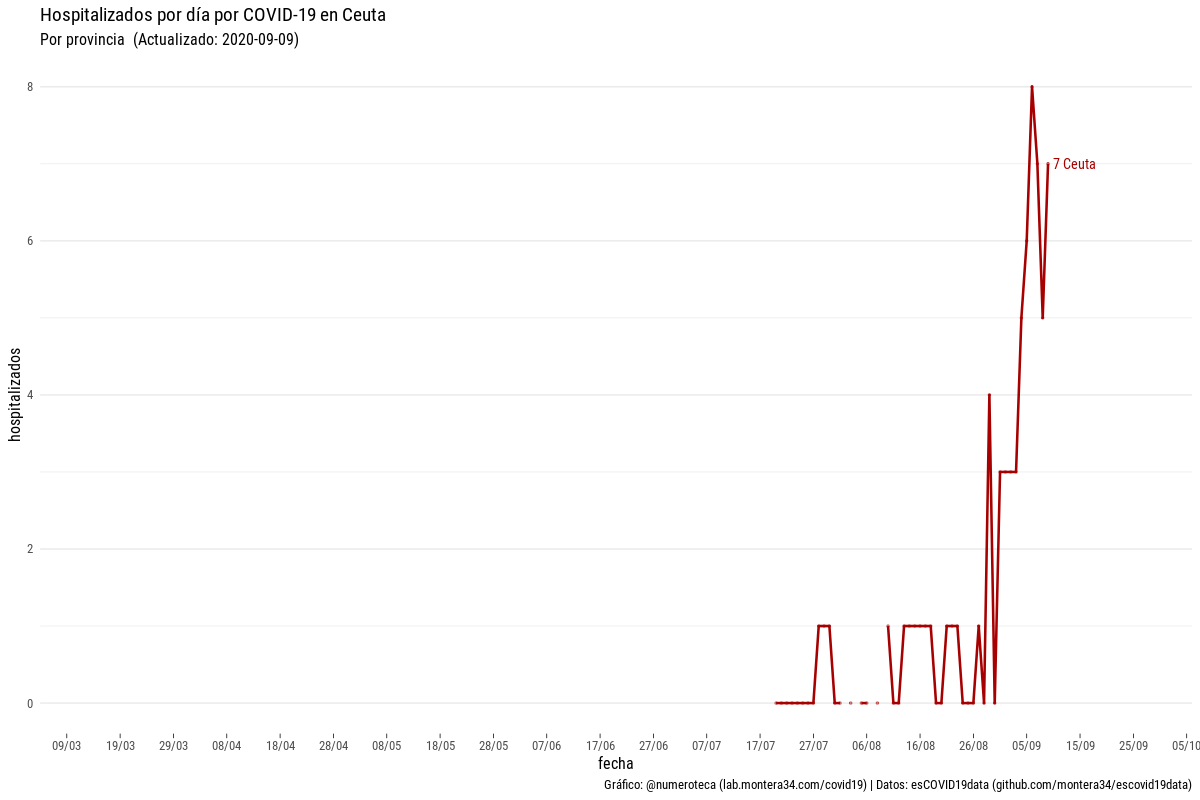 Hospitalizados por día por COVID-19 en Ceuta
Por provincia  (Actualizado: 2020-09-09)
8
6
4
2
0
hospitalizados
7 Ceuta
09/03 19/03 29/03 08/04 18/04 28/04 08/05 18/05 28/05 07/06 17/06 27/06 07/07 17/07 27/07 06/08 16/08 26/08 05/09 15/09 25/09 05/10
fecha
Gráfico: @numeroteca (lab.montera34.com/covid19) | Datos: esCOVID19data (github.com/montera34/escovid19data)